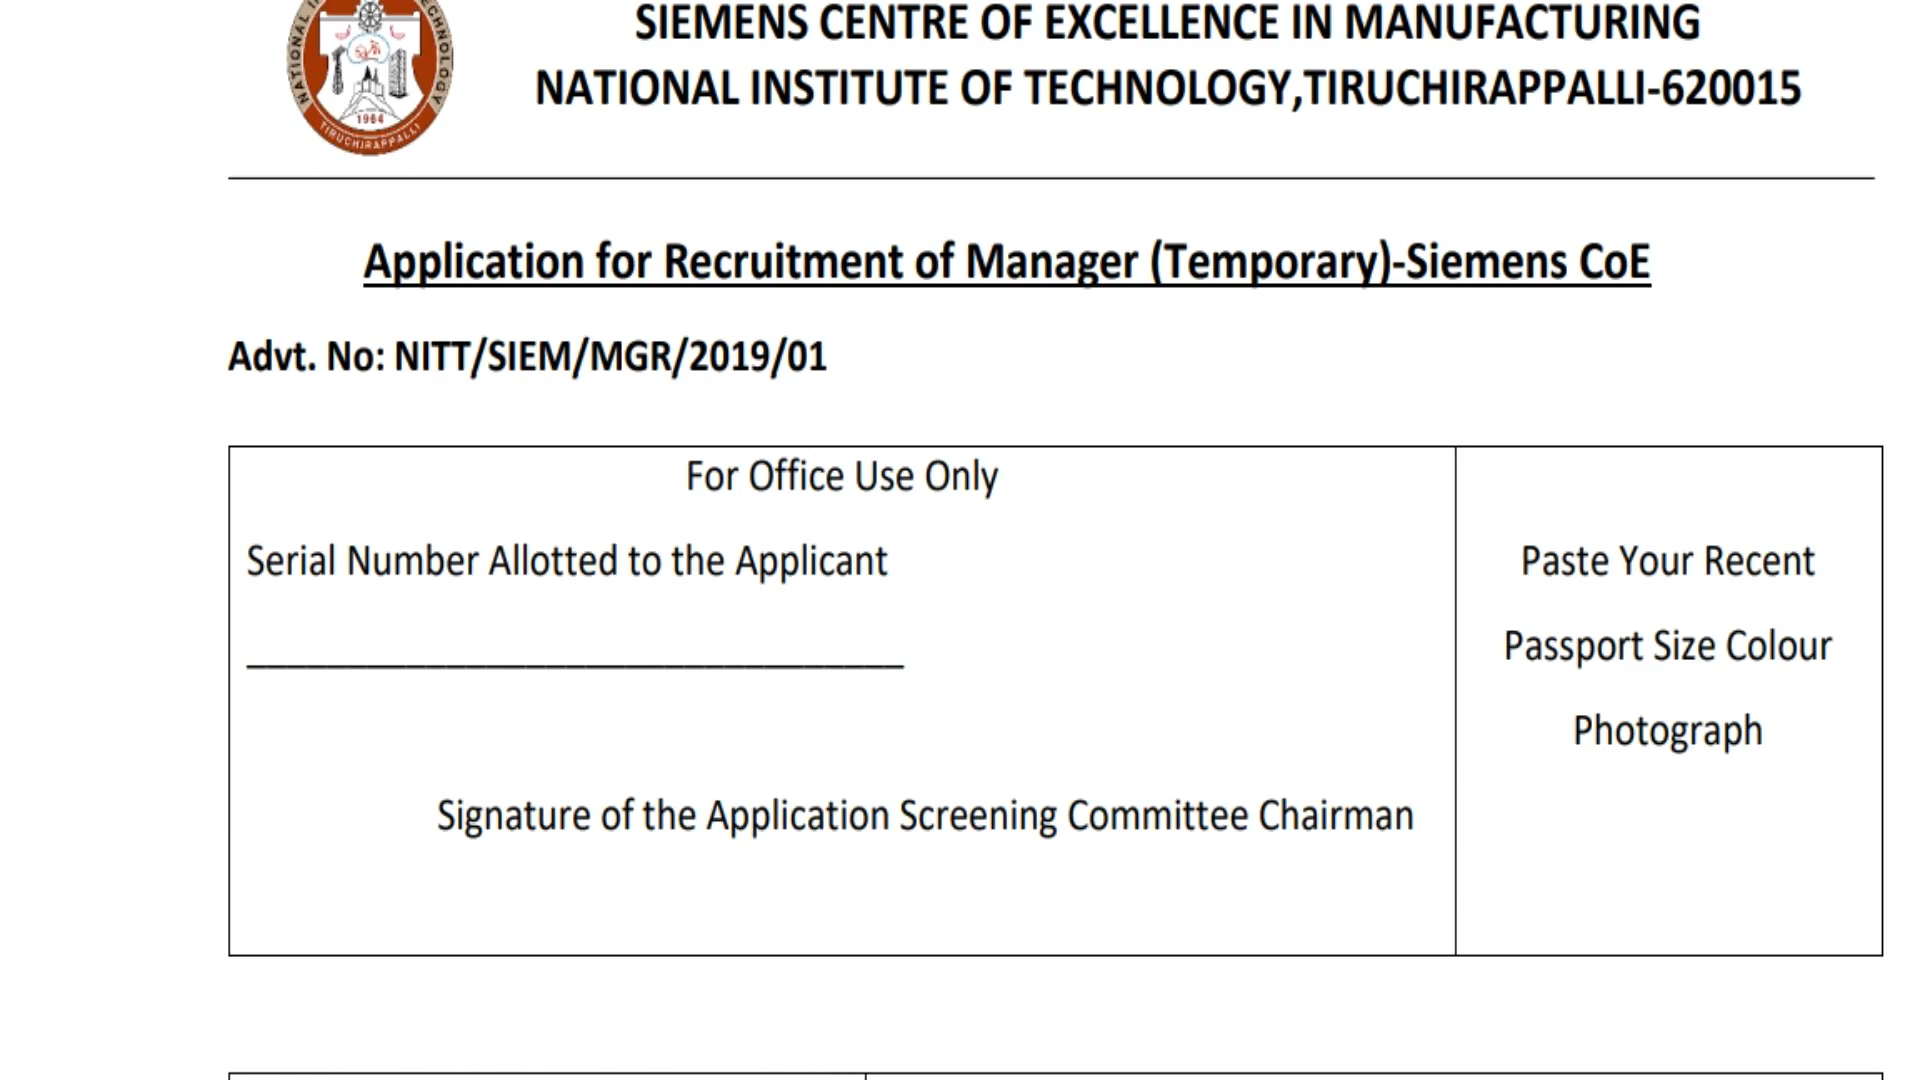 SIEMENS CENTRE OF EXCELLENCE IN MANUFACTURING
NATIONAL INSTITUTE OF TECHNOLOGY,TIRUCHIRAPPALLI-620015
1964
TIRUCHIRAPPALLI
Application for Recruitment of Manager (Temporary)-Siemens CoE
Advt. No: NITT/SIEM/MGR/2019/01
For Office Use Only
Serial Number Allotted to the Applicant
Signature of the Application Screening Committee Chairman
Paste Your Recent
Passport Size Colour
Photograph